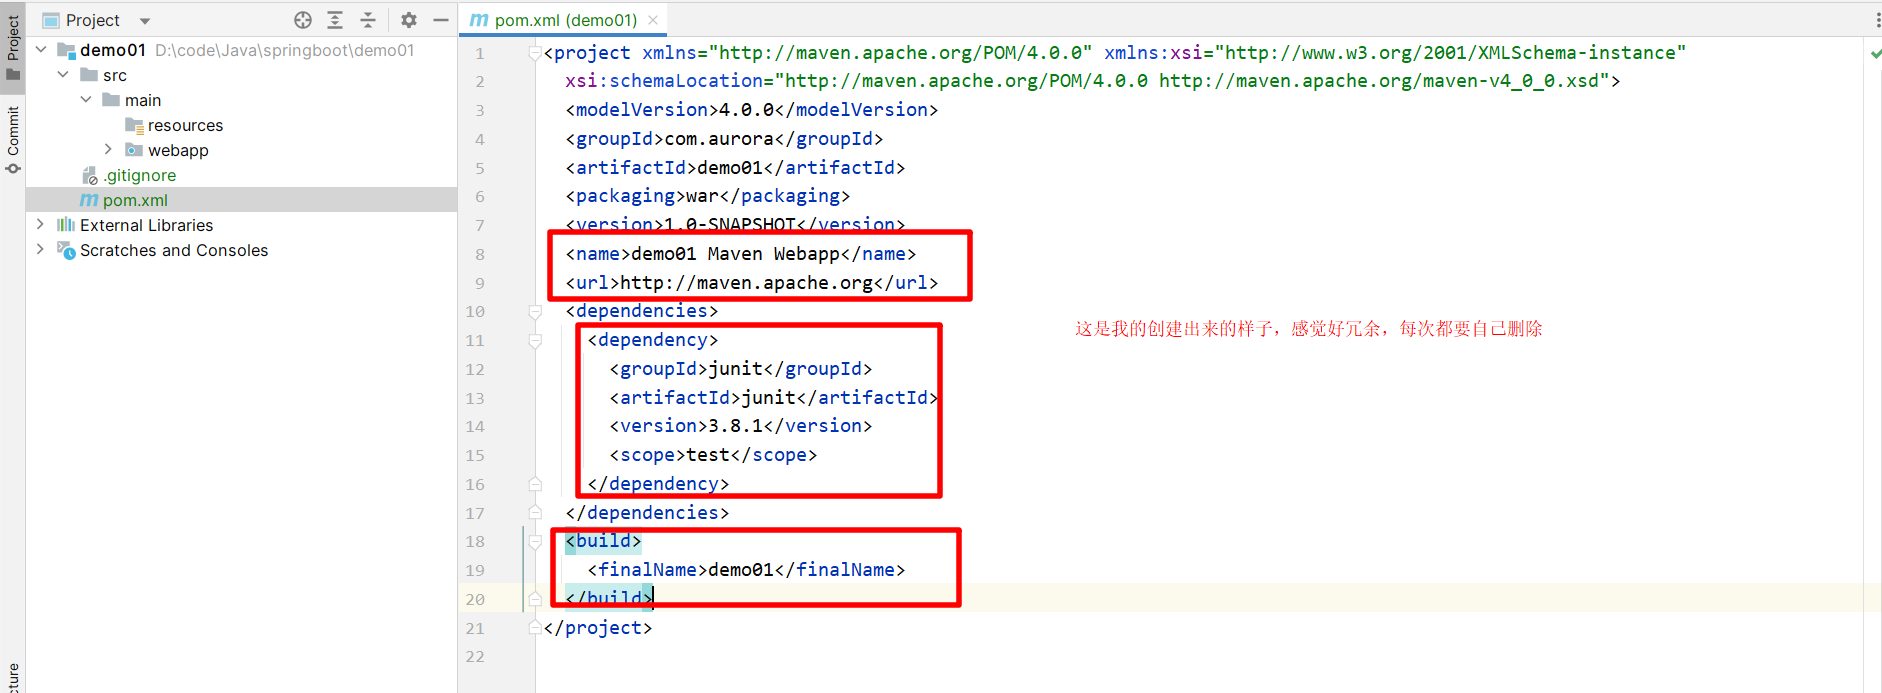 Project
Commit
cture
Project
demo01 D:\code\Java\springboot\demo01
src
main
resources
webapp
.gitignore
pom.xml
External Libraries
Scratches and Consoles
pom.xml (demo01)
1 <project xmlns="http://maven.apache.org/POM/4.0.0" xmlns:xsi="http://www.w3.org/2001/XMLSchema-instance"
2 xsi:schemaLocation="http://maven.apache.org/POM/4.0.0 http://maven.apache.org/maven-v4_0_0.xsd">
3 <modelVersion>4.0.0</modelVersion>
4 <groupId>com.aurora</groupId>
5 <artifactId>demo01</artifactId>
6 <packaging>war</packaging>
7 <version>1.0-SNAPSHOT</version>
8 <name>demo01 Maven Webapp</name>
9 <url>http://maven.apache.org</url>
10 <dependencies>
11 <dependency>
12 <groupId>junit</groupId>
13 <artifactId>junit</artifactId>
14 <version>3.8.1</version>
15 <scope>test</scope>
16 </dependency>
17 </dependencies>
18 <build>
19 <finalName>demo01</finalName>
20 </build>
21 </project>
22
这是我的创建出来的样子，感觉好冗余，每次都要自己删除